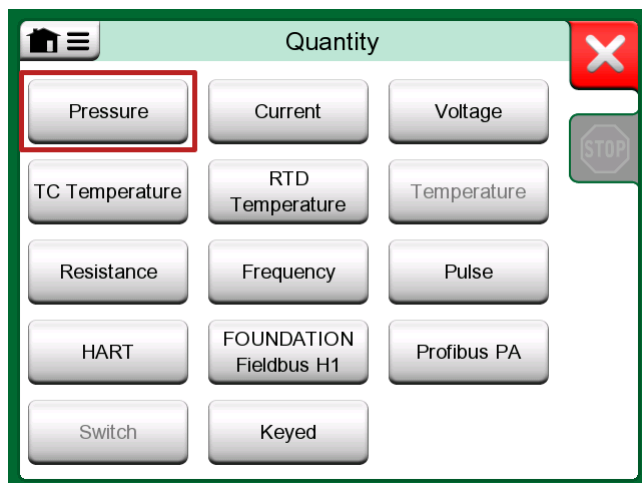 Quantity
Pressure
Current
Voltage
STOP
TC Temperature
RTD
Temperature
Temperature
Resistance
Frequency
Pulse
HART
FOUNDATION
Fieldbus H1
Profibus PA
Switch
Keyed